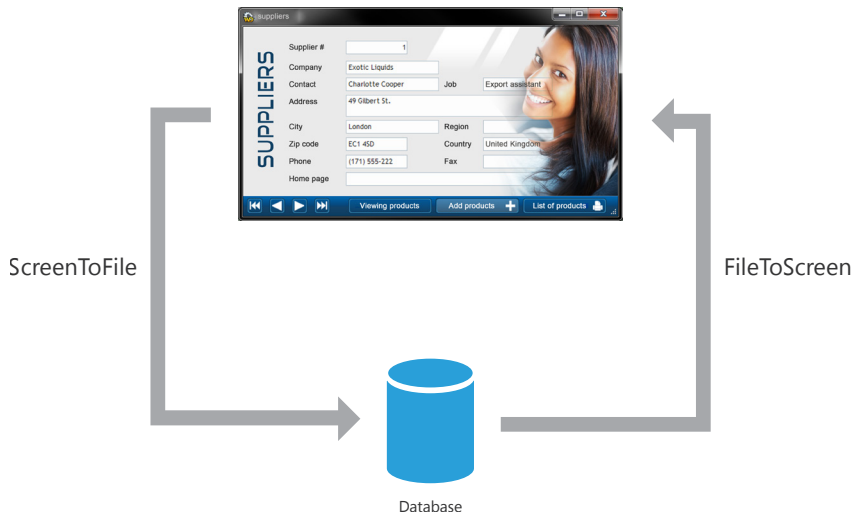 suppliers
SUPPLIERS
Supplier # 1
Company Exotic Liquids
Contact Charlotte Cooper Job Export assistant
Address 49 Gilbert St.
City London Region
Zip code EC1 4SD Country United Kingdom
Phone (171) 555-222 Fax
Home page
Viewing products Add products List of products
ScreenToFile
FileToScreen
Database